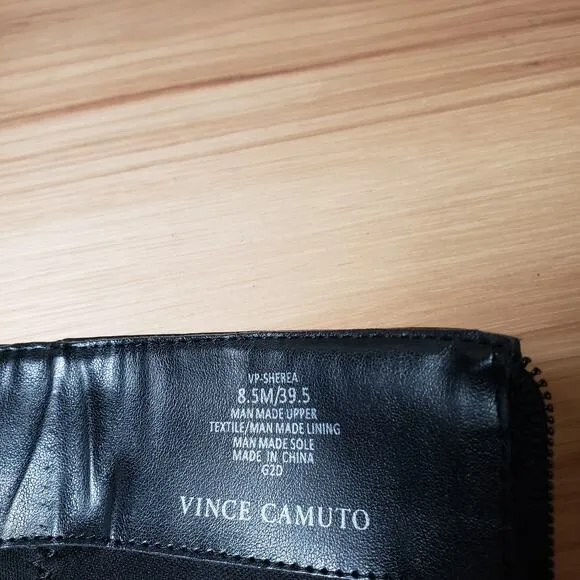 VP-SHEREA
8.5M/39.5
MAN MADE UPPER
TEXTILE/MAN MADE LINING
MAN MADE SOLE
MADE IN CHINA
G2D
VINCE CAMUTO